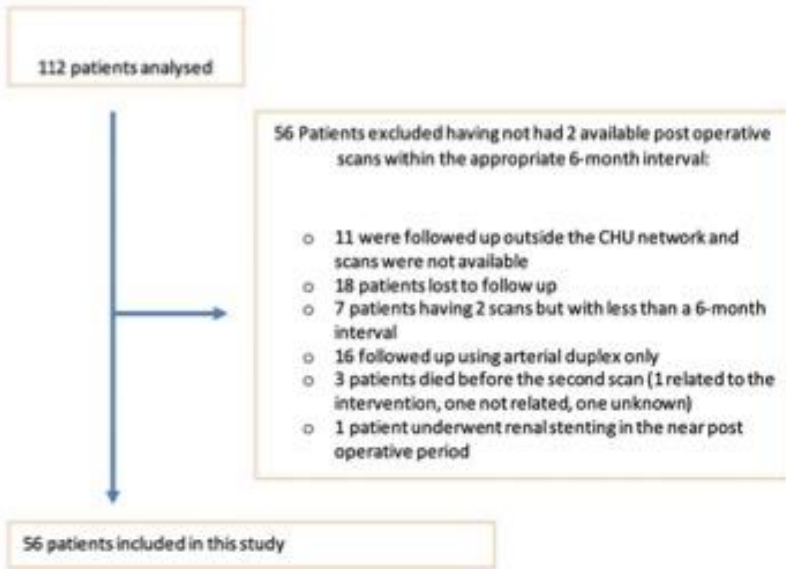 112 patients analysed
56 Patients excluded having not had 2 available post operative
scans within the appropriate 6-month interval:
o 11 were followed up outside the CHU network and
scans were not available
o 18 patients lost to follow up
o 7 patients having 2 scans but with less than a 6-month
interval
o 16 followed up using arterial duplex only
o 3 patients died before the second scan (1 related to the
intervention, one not related, one unknown)
o 1 patient underwent renal stenting in the near post
operative period
56 patients included in this study